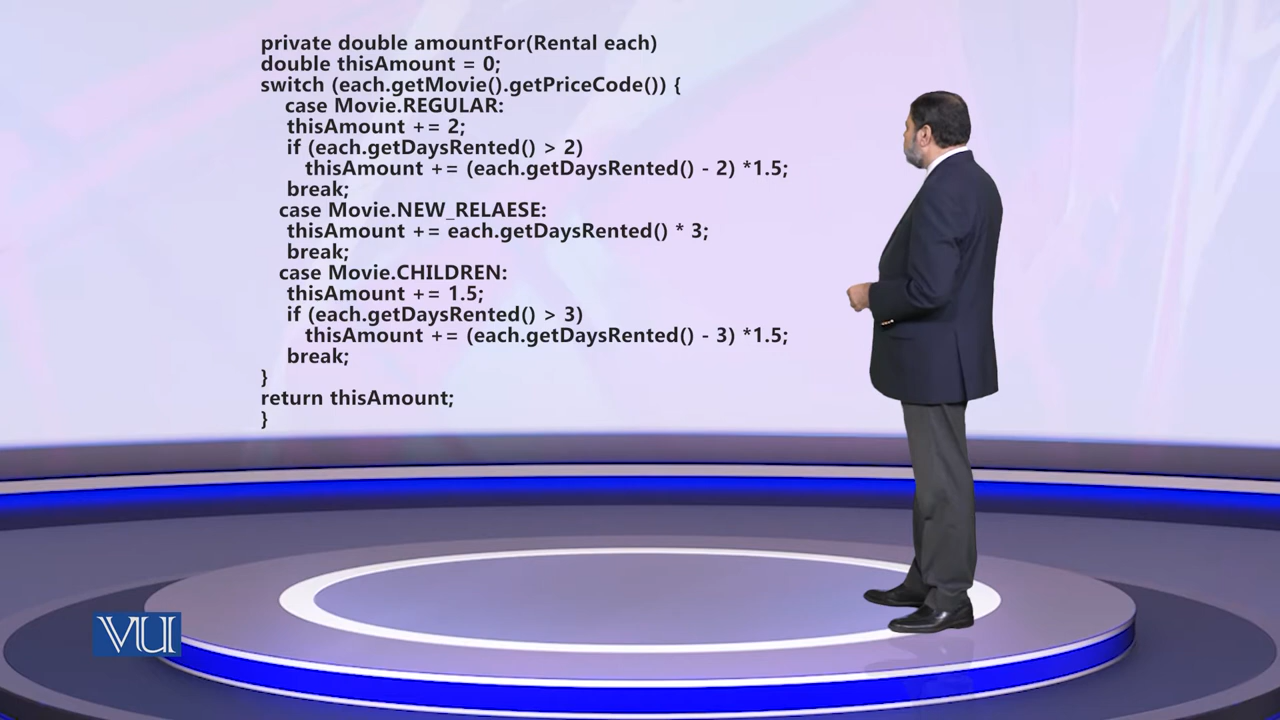 private double amountFor(Rental each)
double thisAmount = 0;
switch (each.getMovie().getPriceCode()) {
case Movie.REGULAR:
thisAmount += 2;
if (each.getDaysRented() > 2)
thisAmount += (each.getDaysRented() - 2) *1.5;
break;
case Movie.NEW_RELAESE:
thisAmount += each.getDaysRented() * 3;
break;
case Movie.CHILDREN:
thisAmount += 1.5;
if (each.getDaysRented() > 3)
thisAmount += (each.getDaysRented() - 3) *1.5;
break;
}
return thisAmount;
}
VU